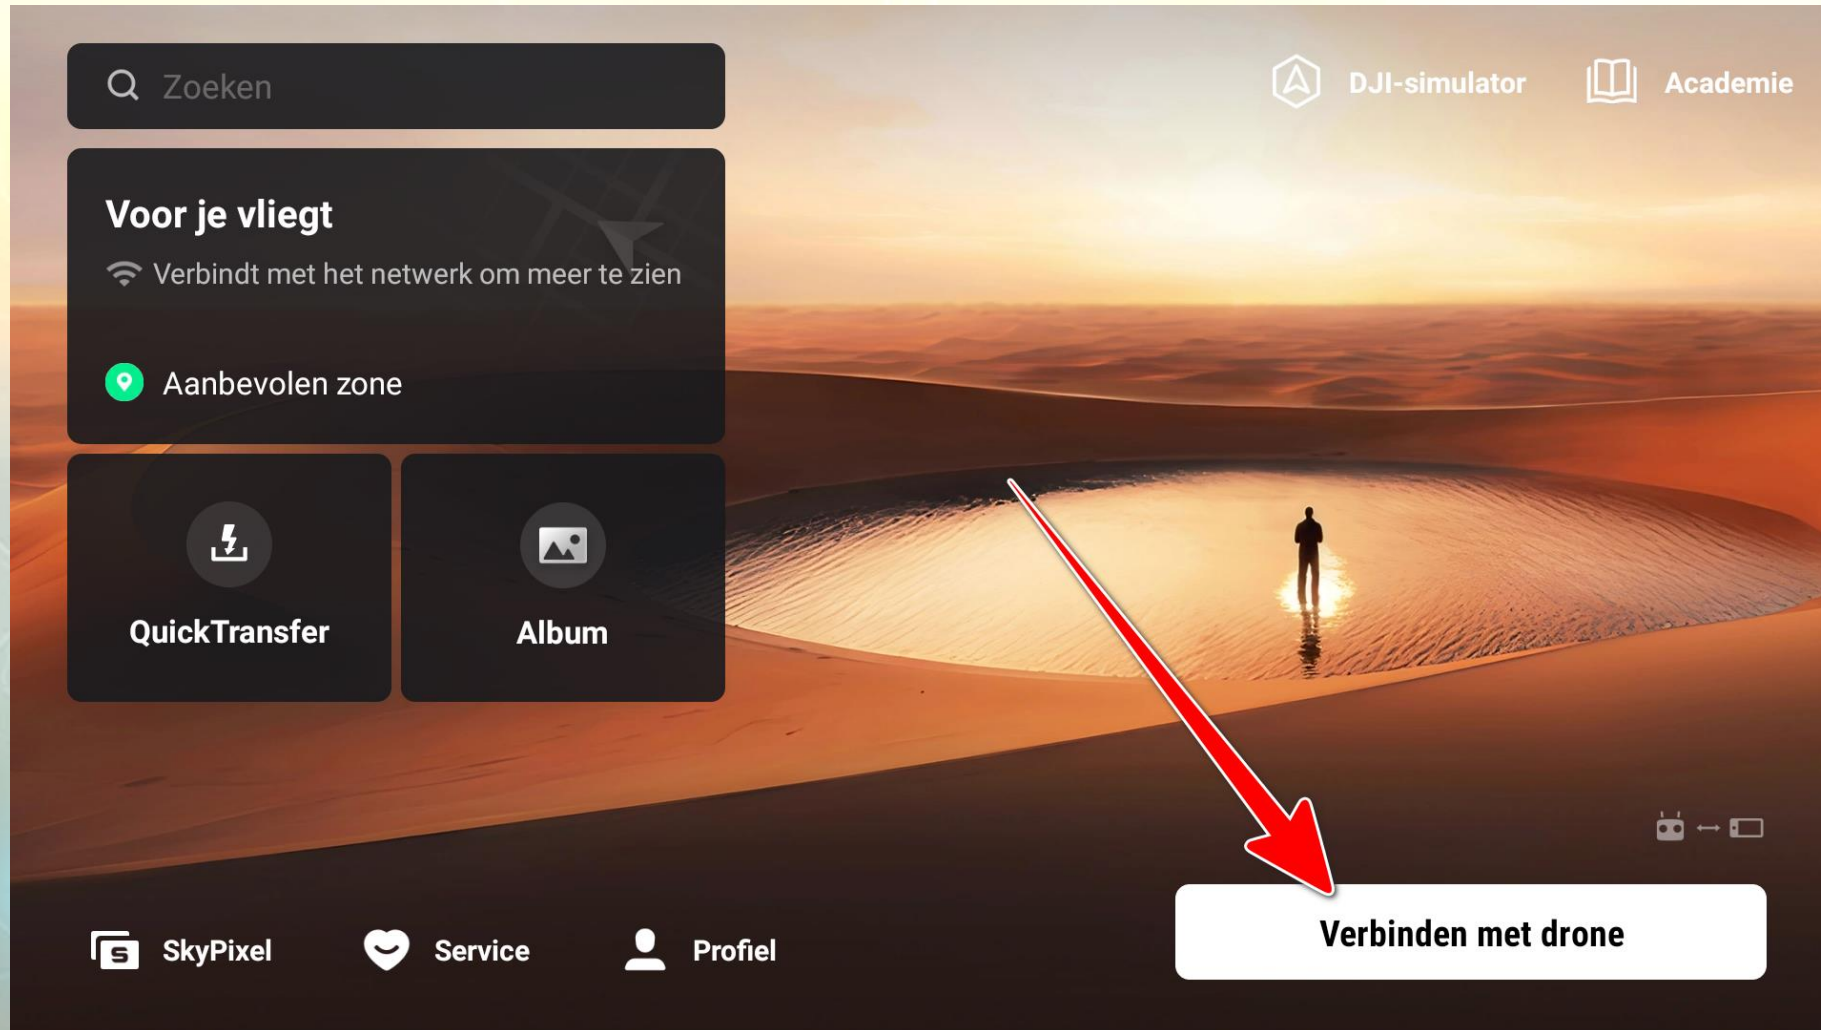 Zoeken
DJI-simulator
Academie
Voor je vliegt
Verbindt met het netwerk om meer te zien
Aanbevolen zone
QuickTransfer
Album
SkyPixel
Service
Profiel
Verbinden met drone